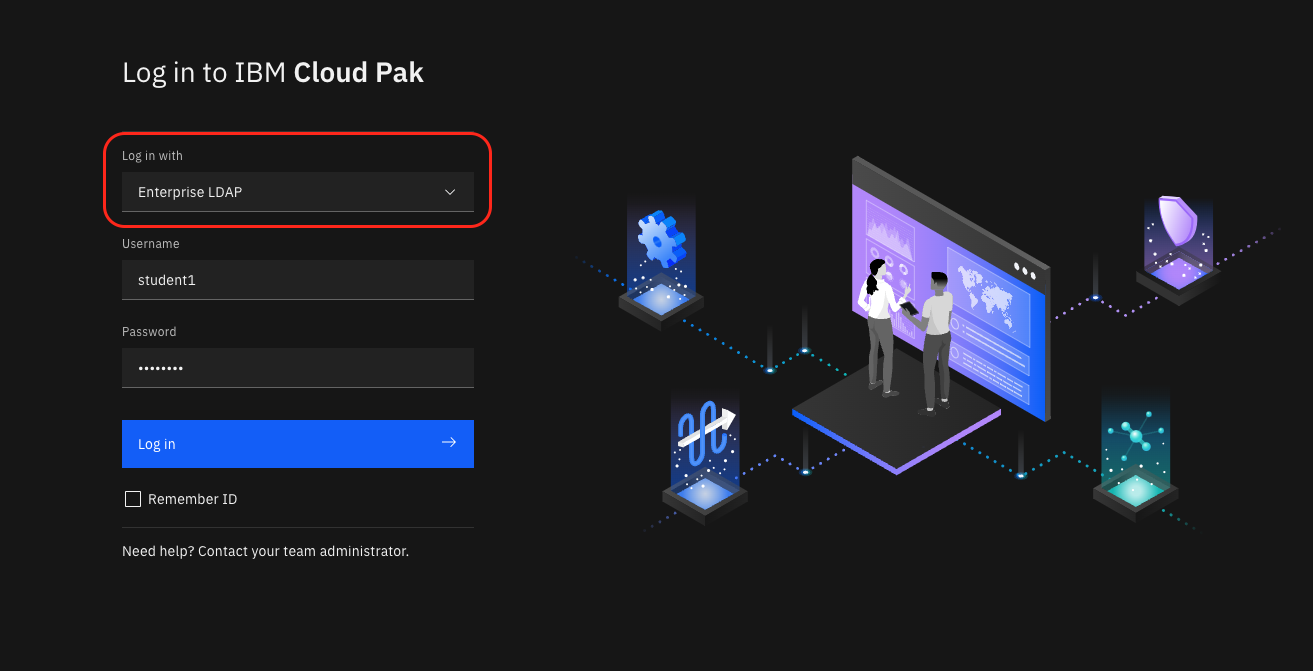 Log in to IBM Cloud Pak
Log in with
Enterprise LDAP
Username
student1
Password
••••••••
Log in
Remember ID
Need help? Contact your team administrator.